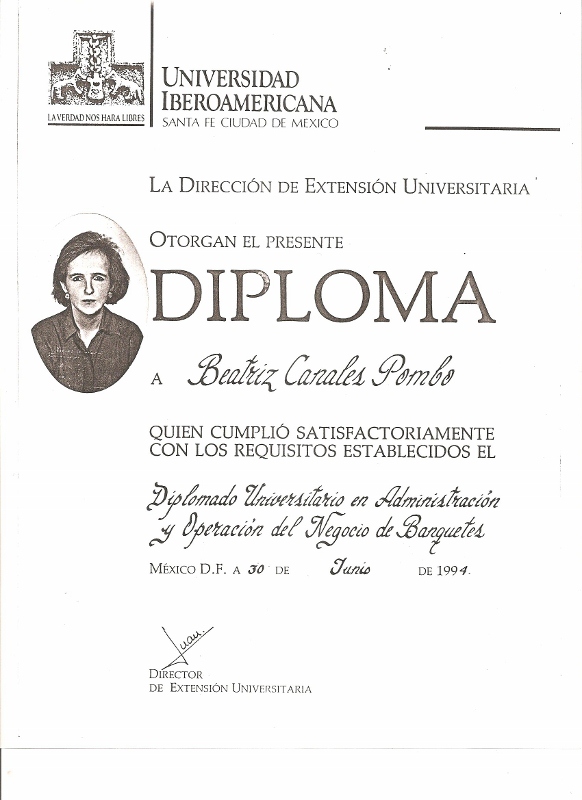 LA VERDAD NOS HARA LIBRES
UNIVERSIDAD
IBEROAMERICANA
SANTA FE CIUDAD DE MEXICO
LA DIRECCIÓN DE EXTENSIÓN UNIVERSITARIA
OTORGAN EL PRESENTE
DIPLOMA
A Beatriz Canales Pombo
QUIEN CUMPLIÓ SATISFACTORIAMENTE
CON LOS REQUISITOS ESTABLECIDOS EL
Diplomado Universitario en Administración
y Operación del Negocio de Banquetes
MÉXICO D.F. A 30 DE Junio DE 1994.
DIRECTOR
DE EXTENSIÓN UNIVERSITARIA